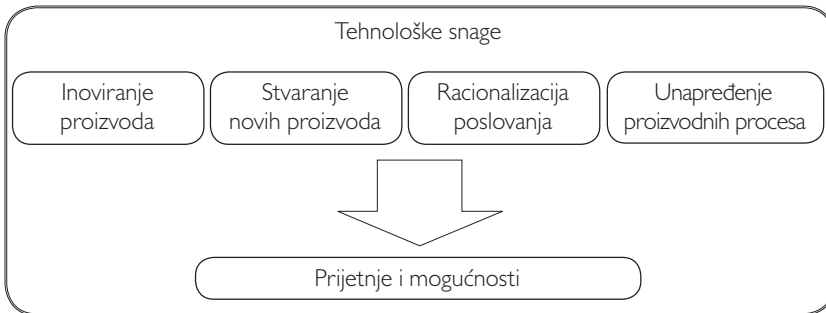 Tehnološke snage
Inoviranje
proizvoda
Stvaranje
novih proizvoda
Racionalizacija
poslovanja
Unapređenje
proizvodnih procesa
Prijetnje i mogućnosti